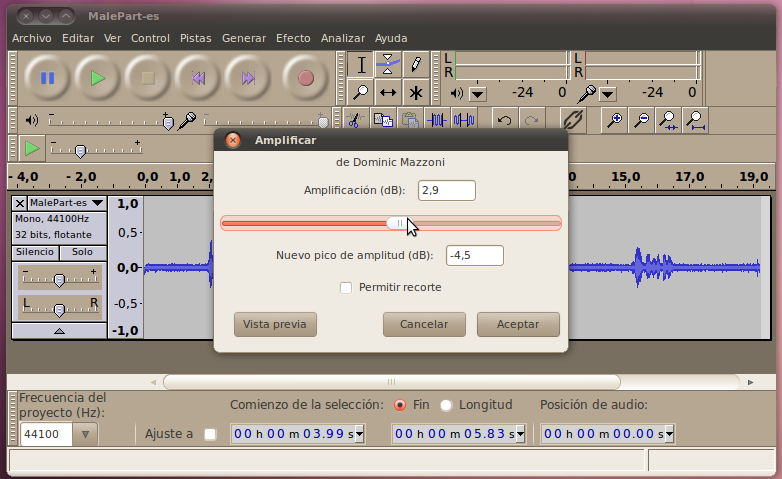 MalePart-es
Archivo Editar Ver Control Pistas Generar Efecto Analizar Ayuda
L
R
-24 0
L
R
-24 0
Amplificar
de Dominic Mazzoni
Amplificación (dB): 2,9
Nuevo pico de amplitud (dB): -4,5
Permitir recorte
Vista previa Cancelar Aceptar
- 4,0 - 2,0 0,0 1,0 2, 0 15,0 17,0 19,0
MalePart-es
Mono, 44100Hz
32 bits, flotante
Silencio Solo
- +
L R
1,0
0,5-
0,0-
-0,5-
-1,0
Frecuencia del
proyecto (Hz):
44100
Ajuste a
Comienzo de la selección: Fin Longitud Posición de audio:
00 h 00 m 03.99 s 00 h 00 m 05.83 s 00 h 00 m 00.00 s